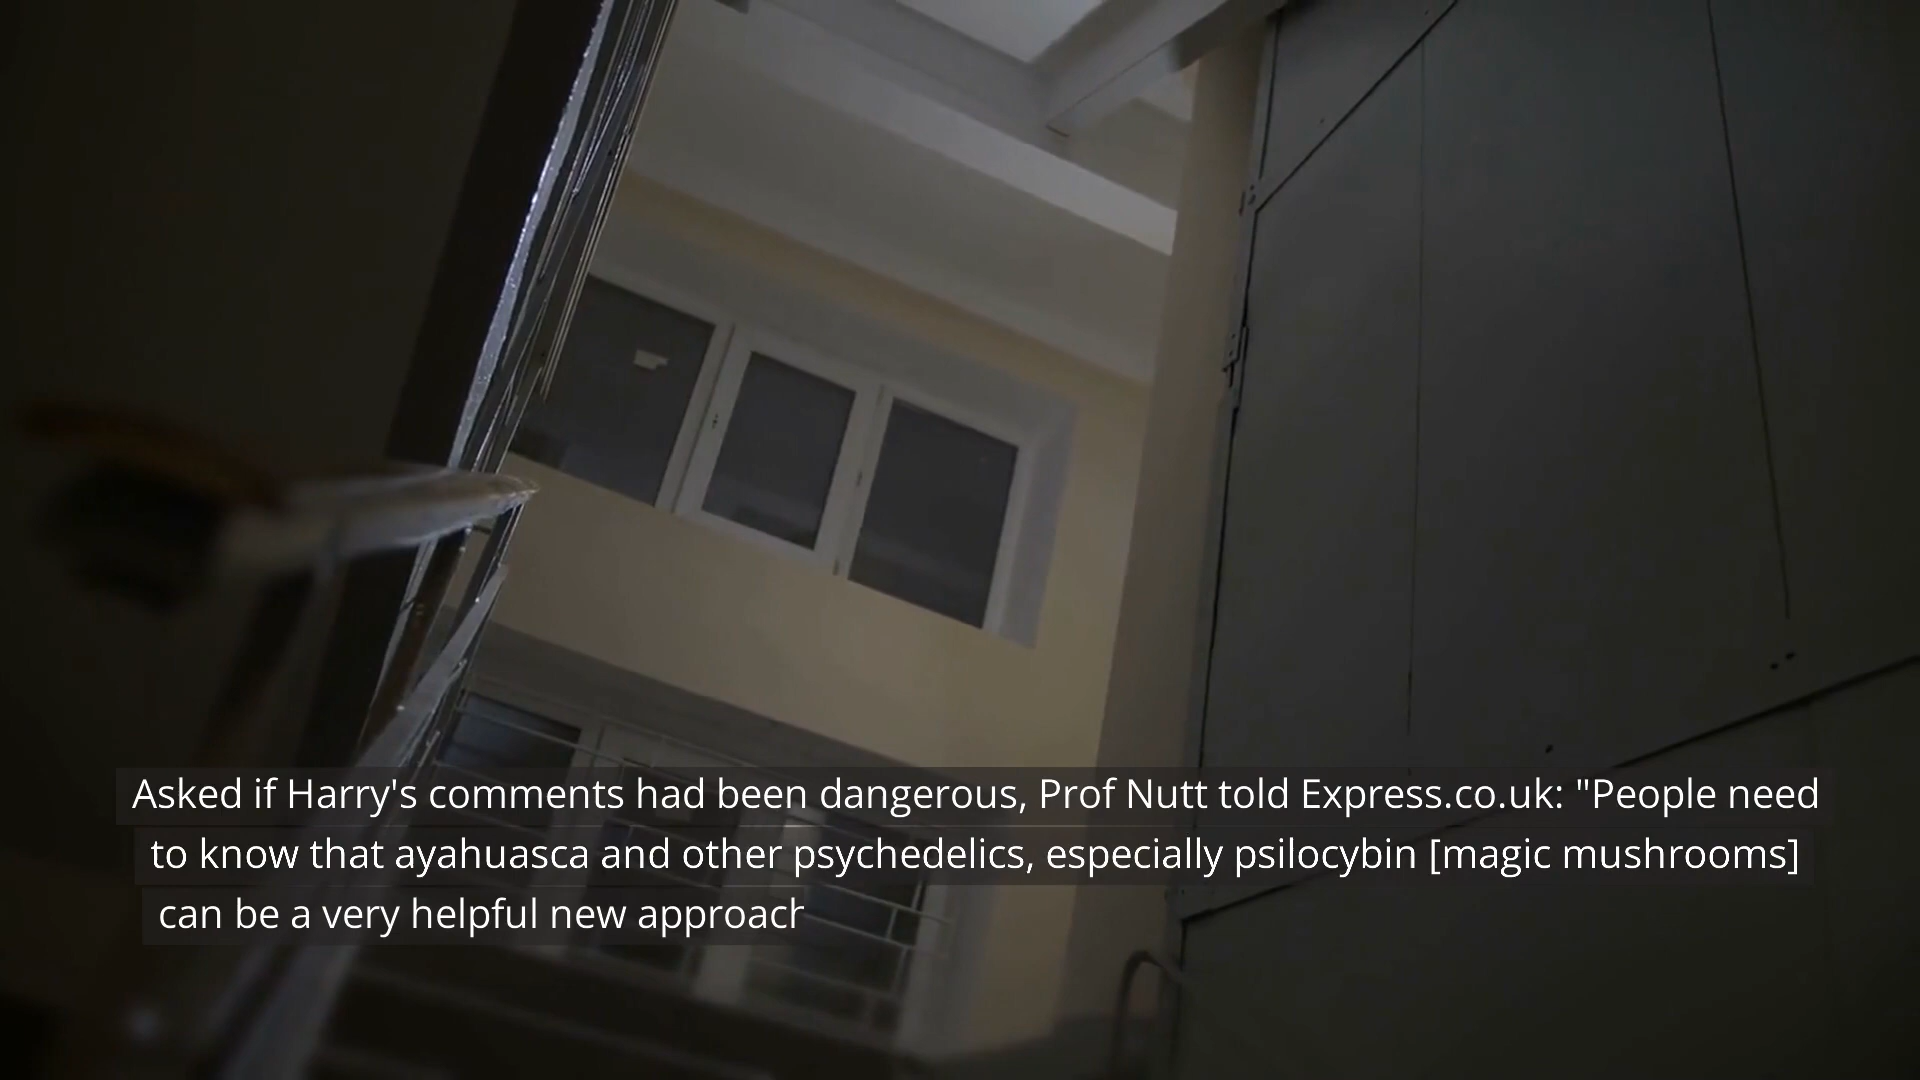 Asked if Harry's comments had been dangerous, Prof Nutt told Express.co.uk: "People need
to know that ayahuasca and other psychedelics, especially psilocybin [magic mushrooms]
can be a very helpful new approach